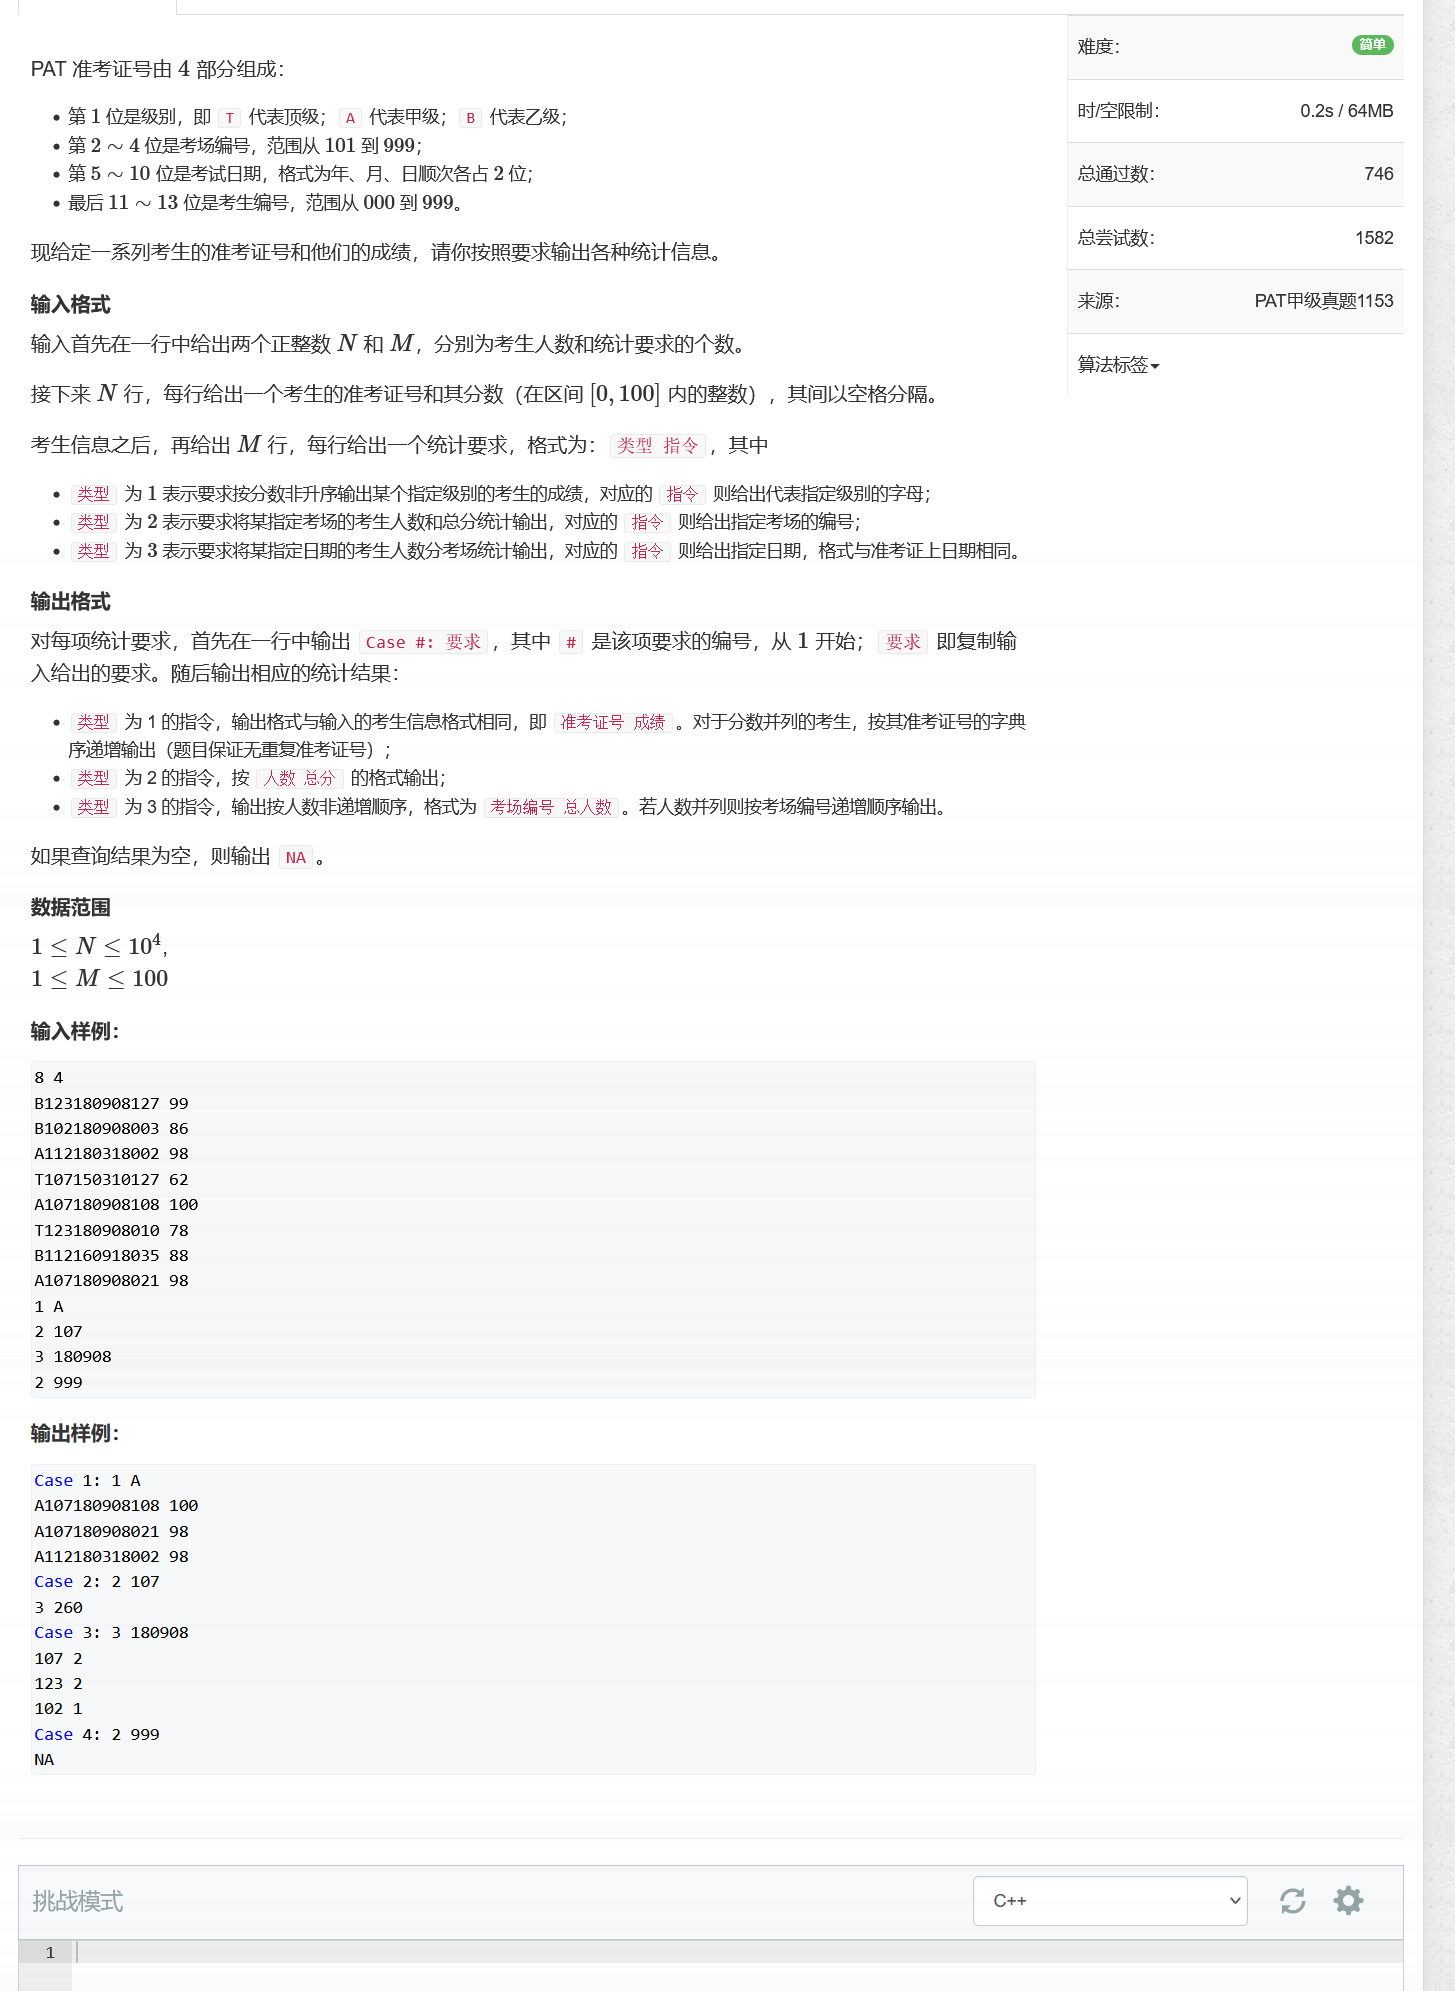 PAT 准考证号由 4 部分组成：
第 1 位是级别，即 T 代表顶级； A 代表甲级； B 代表乙级；
第 2 ∼ 4 位是考场编号，范围从 101 到 999；
第 5 ∼ 10 位是考试日期，格式为年、月、日顺次各占 2 位；
最后 11 ∼ 13 位是考生编号，范围从 000 到 999。
现给定一系列考生的准考证号和他们的成绩，请你按照要求输出各种统计信息。
输入格式
输入首先在一行中给出两个正整数 N 和 M，分别为考生人数和统计要求的个数。
接下来 N 行，每行给出一个考生的准考证号和其分数（在区间 [0, 100] 内的整数），其间以空格分隔。
考生信息之后，再给出 M 行，每行给出一个统计要求，格式为： 类型 指令 ，其中
类型 为 1 表示要求按分数非升序输出某个指定级别的考生的成绩，对应的 指令 则给出代表指定级别的字母；
类型 为 2 表示要求将某指定考场的考生人数和总分统计输出，对应的 指令 则给出指定考场的编号；
类型 为 3 表示要求将某指定日期的考生人数分考场统计输出，对应的 指令 则给出指定日期，格式与准考证上日期相同。
输出格式
对每项统计要求，首先在一行中输出 Case #: 要求 ，其中 # 是该项要求的编号，从 1 开始； 要求 即复制输
入给出的要求。随后输出相应的统计结果：
类型 为 1 的指令，输出格式与输入的考生信息格式相同，即 准考证号 成绩 。对于分数并列的考生，按其准考证号的字典
序递增输出（题目保证无重复准考证号）；
类型 为 2 的指令，按 人数 总分 的格式输出；
类型 为 3 的指令，输出按人数非递增顺序，格式为 考场编号 总人数 。若人数并列则按考场编号递增顺序输出。
如果查询结果为空，则输出 NA 。
数据范围
1 ≤ N ≤ 10⁴,
1 ≤ M ≤ 100
输入样例：
8 4
B123180908127 99
B102180908003 86
A112180318002 98
T107150310127 62
A107180908108 100
T123180908010 78
B112160918035 88
A107180908021 98
1 A
2 107
3 180908
2 999
输出样例：
Case 1: 1 A
A107180908108 100
A107180908021 98
A112180318002 98
Case 2: 2 107
3 260
Case 3: 3 180908
107 2
123 2
102 1
Case 4: 2 999
NA
难度： 简单
时/空限制： 0.2s / 64MB
总通过数： 746
总尝试数： 1582
来源： PAT甲级真题1153
算法标签
挑战模式
C++
1